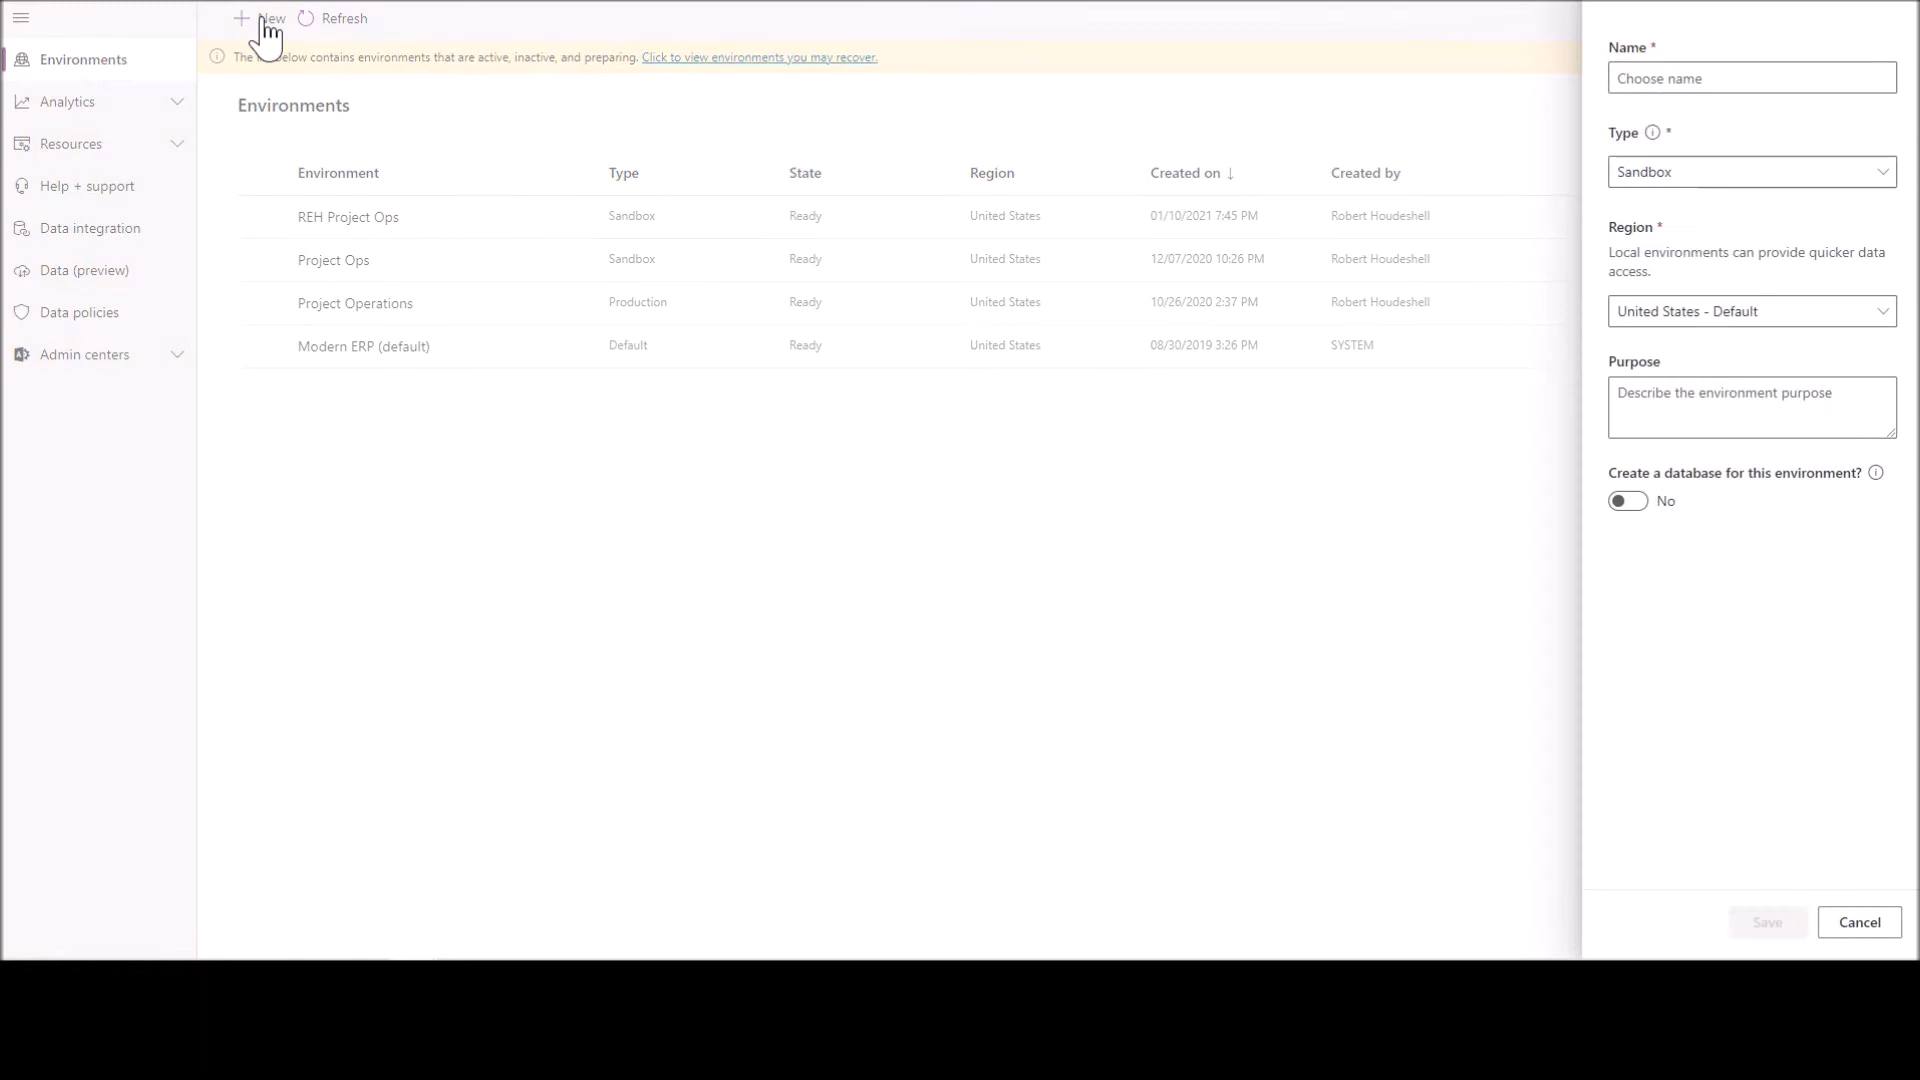 New Refresh
Environments
The below contains environments that are active, inactive, and preparing. Click to view environments you may recover.
Analytics
Resources
Help + support
Data integration
Data (preview)
Data policies
Admin centers
Environments
Environment Type State Region Created on ↓ Created by
REH Project Ops Sandbox Ready United States 01/10/2021 7:45 PM Robert Houdeshell
Project Ops Sandbox Ready United States 12/07/2020 10:26 PM Robert Houdeshell
Project Operations Production Ready United States 10/26/2020 2:37 PM Robert Houdeshell
Modern ERP (default) Default Ready United States 08/30/2019 3:26 PM SYSTEM
Name *
Choose name
Type *
Sandbox
Region *
Local environments can provide quicker data
access.
United States - Default
Purpose
Describe the environment purpose
Create a database for this environment?
No
Save Cancel